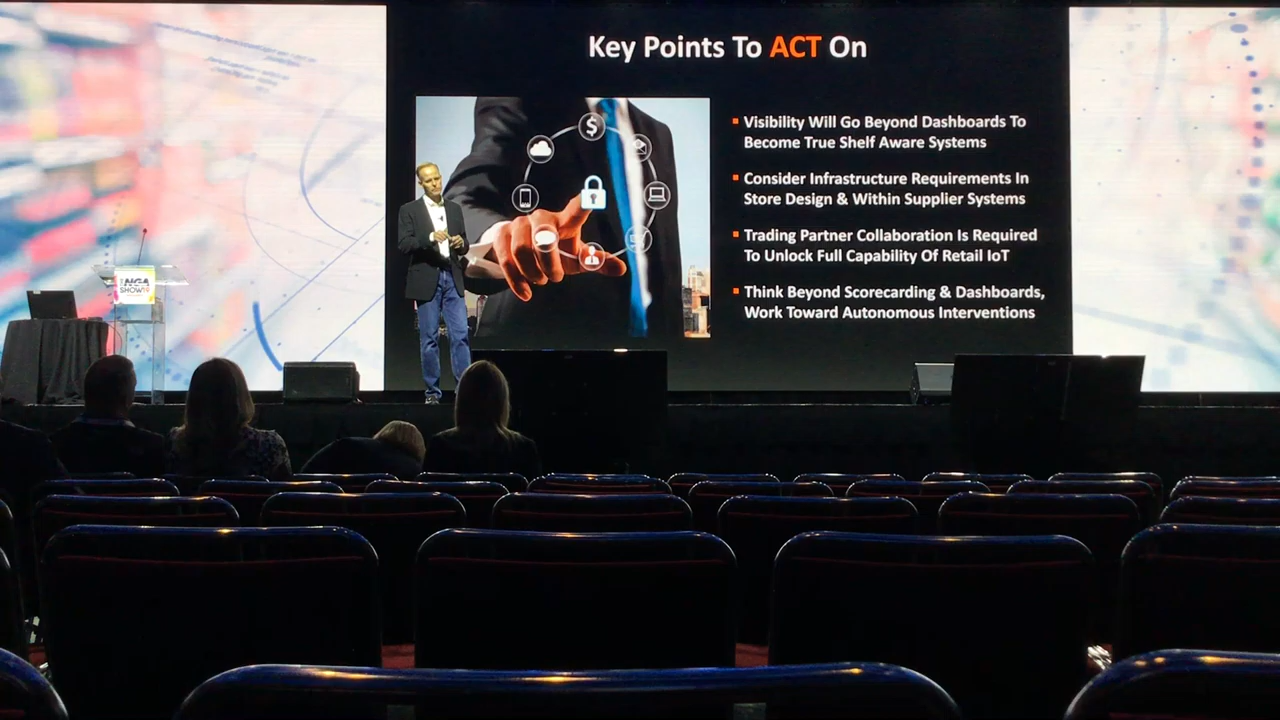 Key Points To ACT On
Visibility Will Go Beyond Dashboards To
Become True Shelf Aware Systems
Consider Infrastructure Requirements In
Store Design & Within Supplier Systems
Trading Partner Collaboration Is Required
To Unlock Full Capability Of Retail IoT
Think Beyond Scorecarding & Dashboards,
Work Toward Autonomous Interventions
$
NGA
SHOW